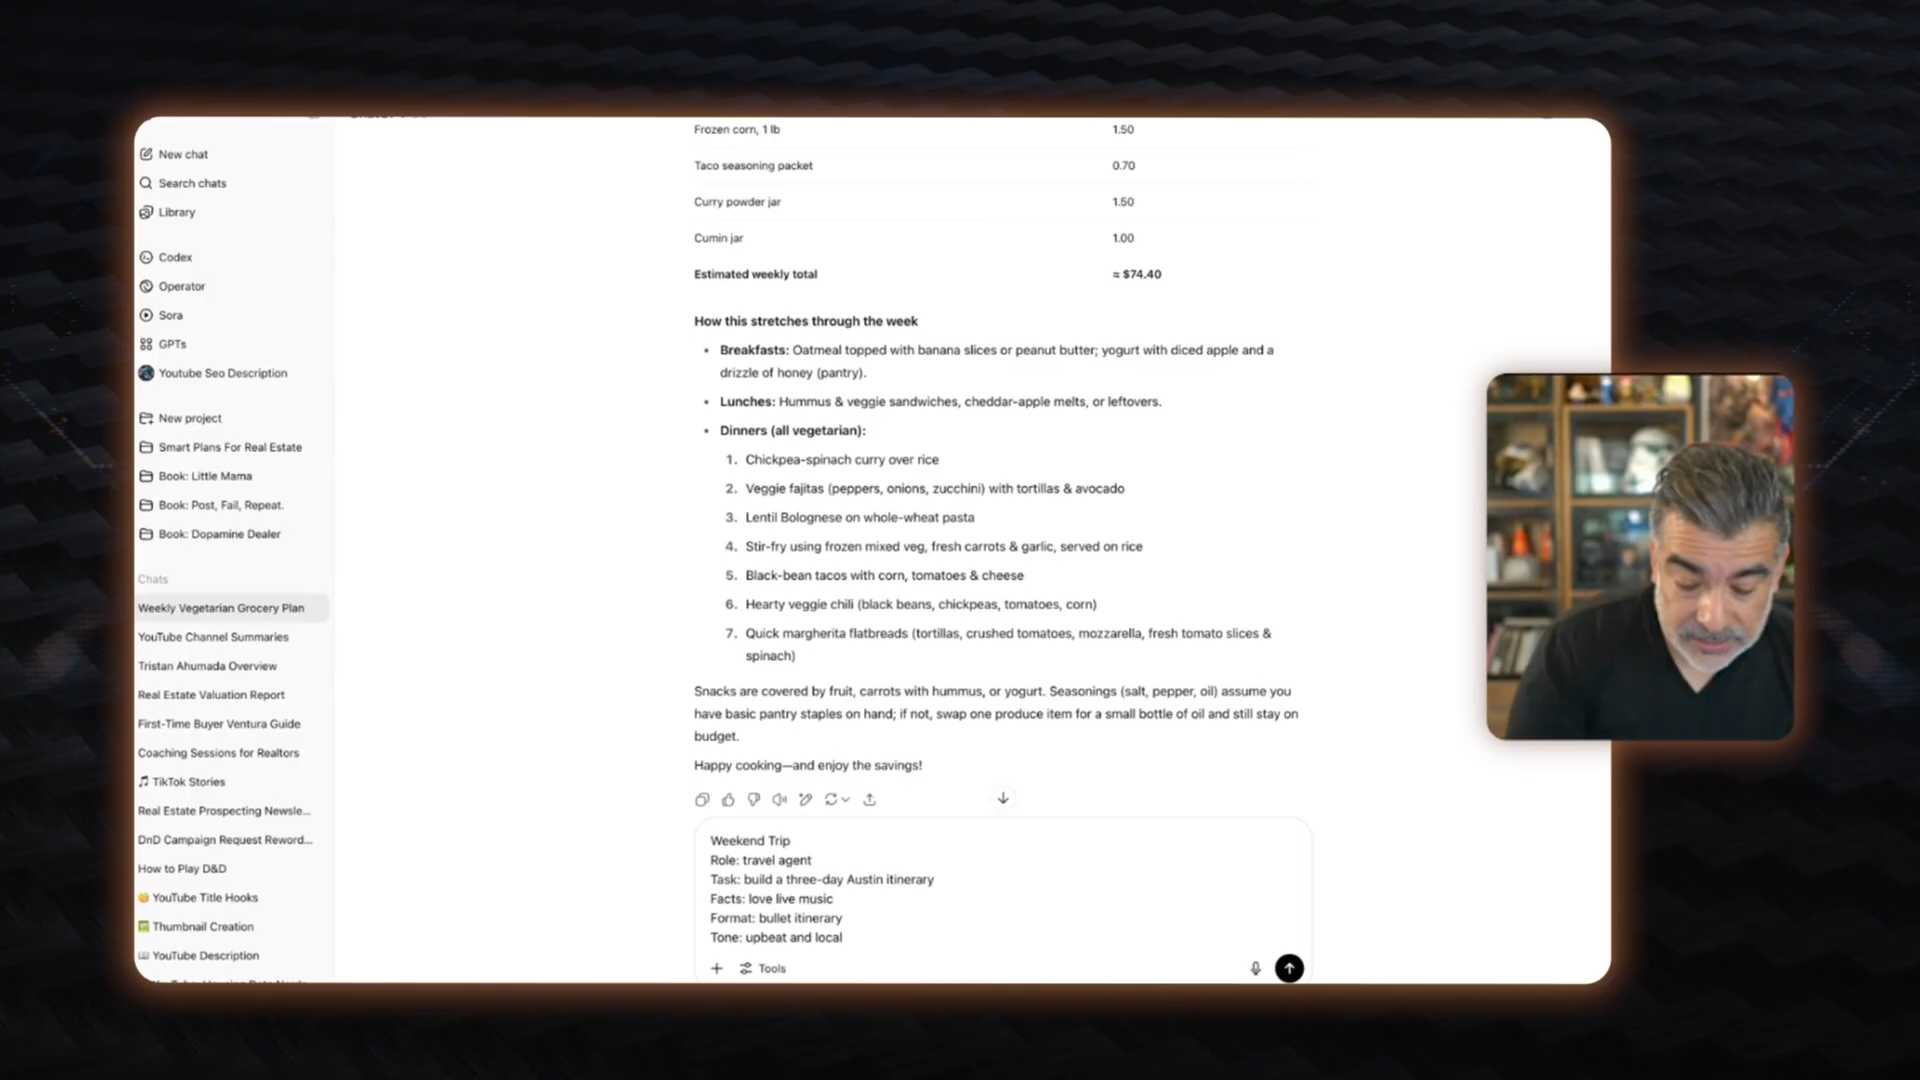 New chat
Search chats
Library
Codex
Operator
Sora
GPTs
Youtube Seo Description
New project
Smart Plans For Real Estate
Book: Little Mama
Book: Post, Fail, Repeat.
Book: Dopamine Dealer
Chats
Weekly Vegetarian Grocery Plan
YouTube Channel Summaries
Tristan Ahumada Overview
Real Estate Valuation Report
First-Time Buyer Ventura Guide
Coaching Sessions for Realtors
TikTok Stories
Real Estate Prospecting Newsle...
DnD Campaign Request Reword...
How to Play D&D
YouTube Title Hooks
Thumbnail Creation
YouTube Description
Frozen corn, 1 lb 1.50
Taco seasoning packet 0.70
Curry powder jar 1.50
Cumin jar 1.00
Estimated weekly total ≈ $74.40
How this stretches through the week
• Breakfasts: Oatmeal topped with banana slices or peanut butter; yogurt with diced apple and a
drizzle of honey (pantry).
• Lunches: Hummus & veggie sandwiches, cheddar-apple melts, or leftovers.
• Dinners (all vegetarian):
1. Chickpea-spinach curry over rice
2. Veggie fajitas (peppers, onions, zucchini) with tortillas & avocado
3. Lentil Bolognese on whole-wheat pasta
4. Stir-fry using frozen mixed veg, fresh carrots & garlic, served on rice
5. Black-bean tacos with corn, tomatoes & cheese
6. Hearty veggie chili (black beans, chickpeas, tomatoes, corn)
7. Quick margherita flatbreads (tortillas, crushed tomatoes, mozzarella, fresh tomato slices &
spinach)
Snacks are covered by fruit, carrots with hummus, or yogurt. Seasonings (salt, pepper, oil) assume you
have basic pantry staples on hand; if not, swap one produce item for a small bottle of oil and still stay on
budget.
Happy cooking—and enjoy the savings!
Weekend Trip
Role: travel agent
Task: build a three-day Austin itinerary
Facts: love live music
Format: bullet itinerary
Tone: upbeat and local
Tools